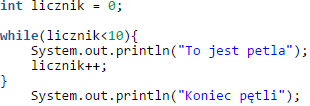 int licznik = 0;
while(licznik<10){
System.out.println("To jest petla");
licznik++;
}
System.out.println("Koniec pętli");